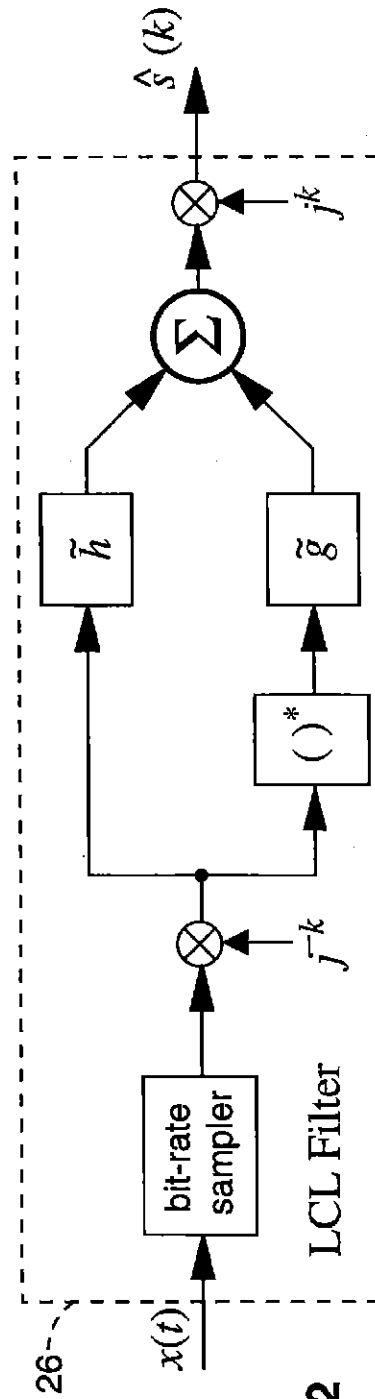 26
x(t)
bit-rate
sampler
j^{-k}
h̃
( )*
g̃
Σ
j^k
ŝ (k)
LCL Filter
2